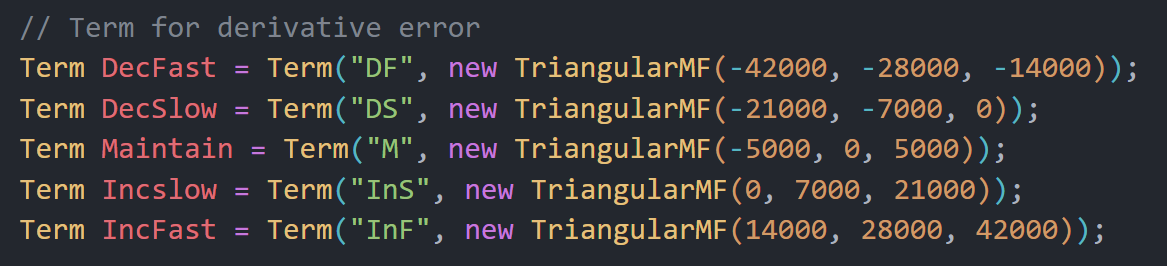 // Term for derivative error
Term DecFast = Term("DF", new TriangularMF(-42000, -28000, -14000));
Term DecSlow = Term("DS", new TriangularMF(-21000, -7000, 0));
Term Maintain = Term("M", new TriangularMF(-5000, 0, 5000));
Term Incslow = Term("InS", new TriangularMF(0, 7000, 21000));
Term IncFast = Term("InF", new TriangularMF(14000, 28000, 42000));